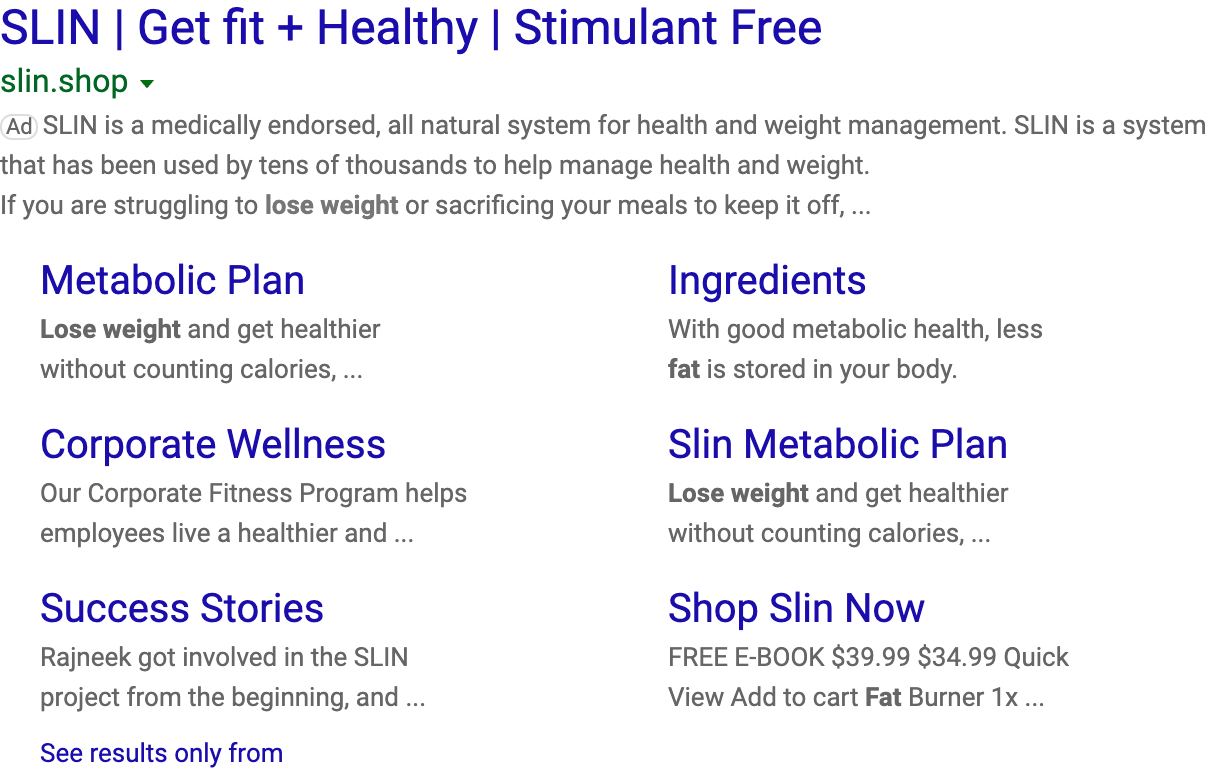 SLIN | Get fit + Healthy | Stimulant Free
slin.shop
Ad SLIN is a medically endorsed, all natural system for health and weight management. SLIN is a system
that has been used by tens of thousands to help manage health and weight.
If you are struggling to lose weight or sacrificing your meals to keep it off, ...
Metabolic Plan
Lose weight and get healthier
without counting calories, ...
Ingredients
With good metabolic health, less
fat is stored in your body.
Corporate Wellness
Our Corporate Fitness Program helps
employees live a healthier and ...
Slin Metabolic Plan
Lose weight and get healthier
without counting calories, ...
Success Stories
Rajneek got involved in the SLIN
project from the beginning, and ...
Shop Slin Now
FREE E-BOOK $39.99 $34.99 Quick
View Add to cart Fat Burner 1x ...
See results only from